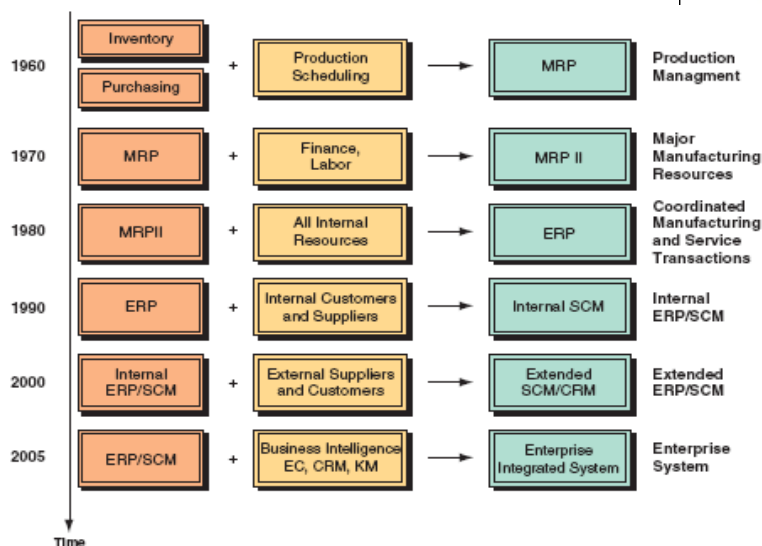 Inventory
1960
Purchasing
+
Production
Scheduling
MRP
Production
Managment
1970
MRP
+
Finance,
Labor
MRP II
Major
Manufacturing
Resources
1980
MRPII
+
All Internal
Resources
ERP
Coordinated
Manufacturing
and Service
Transactions
1990
ERP
+
Internal Customers
and Suppliers
Internal SCM
Internal
ERP/SCM
2000
Internal
ERP/SCM
+
External Suppliers
and Customers
Extended
SCM/CRM
Extended
ERP/SCM
2005
ERP/SCM
+
Business Intelligence
EC, CRM, KM
Enterprise
Integrated System
Enterprise
System
Time